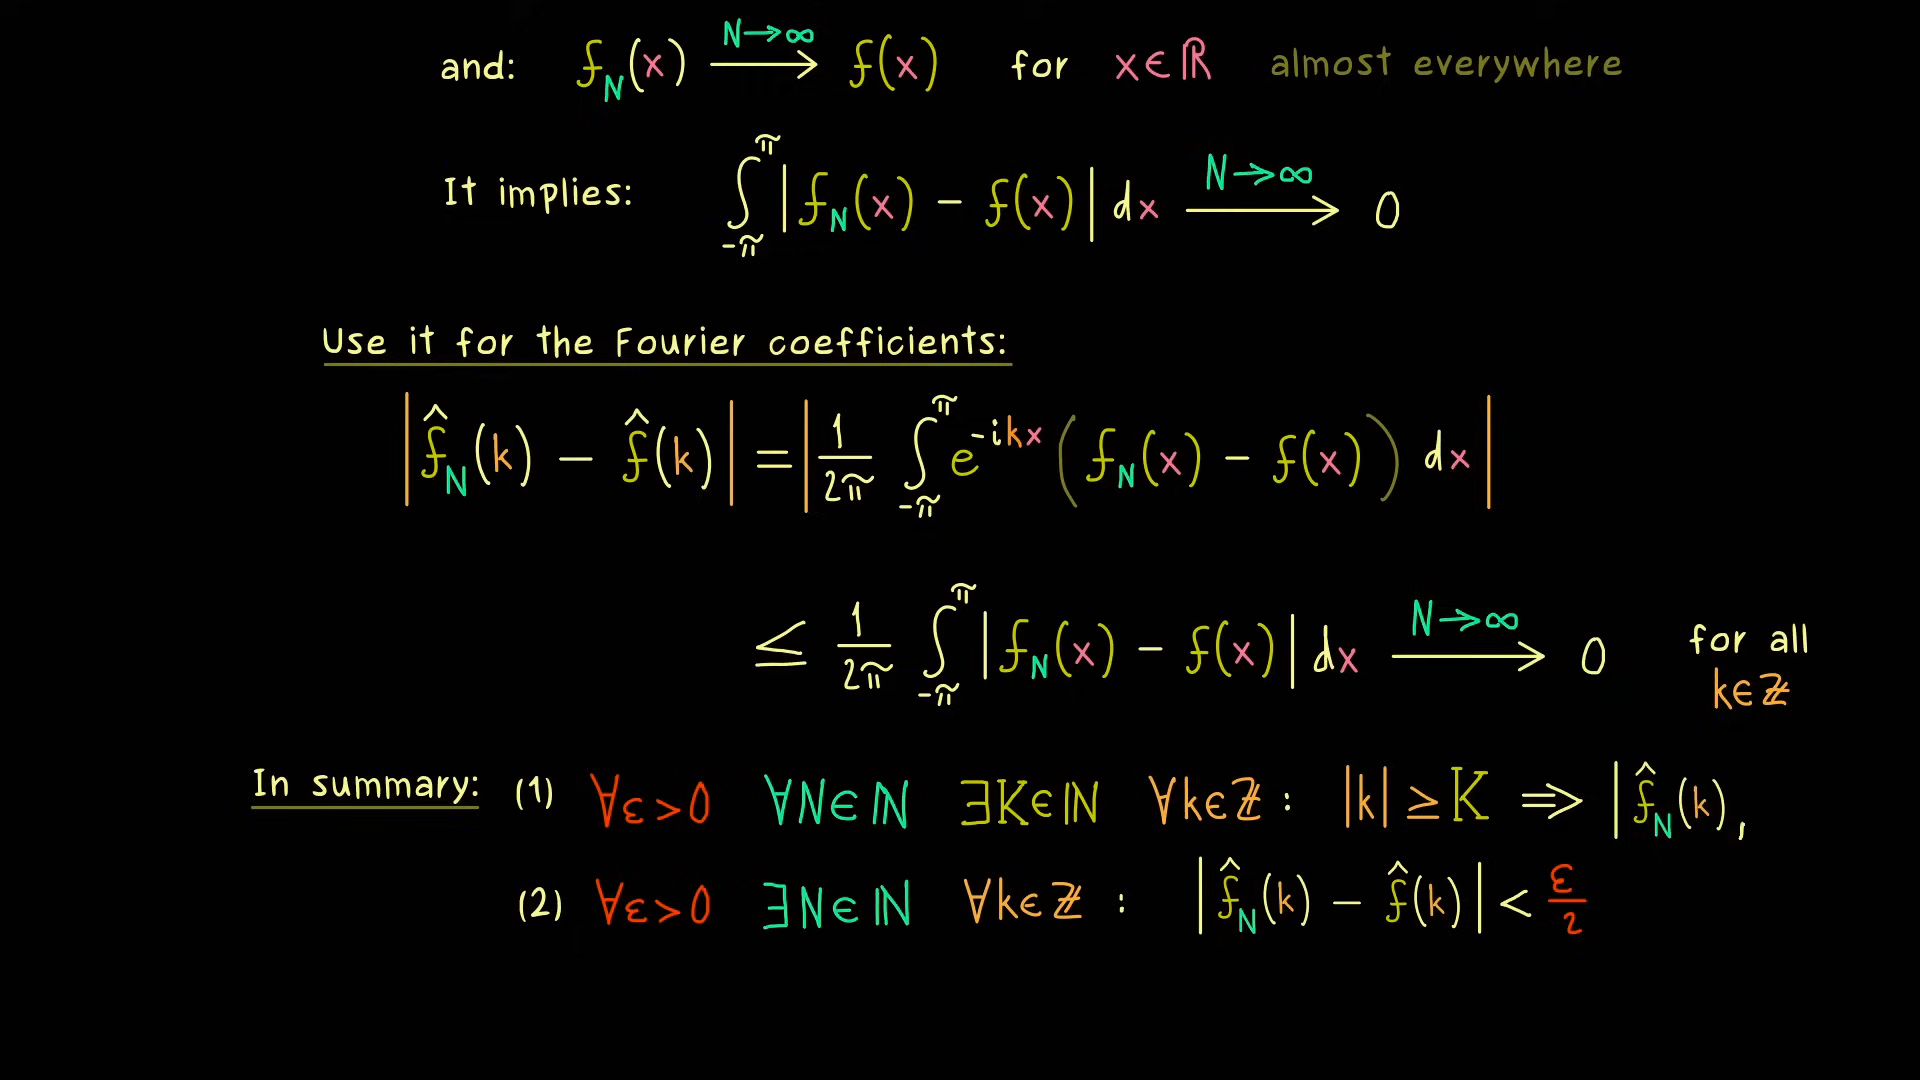 and: f_N(x) ⟶ f(x) for x∈ℝ almost everywhere (N→∞)
It implies: ∫_{-π}^{π} |f_N(x) − f(x)| dx ⟶ 0 (N→∞)
Use it for the Fourier coefficients:
|f̂_N(k) − f̂(k)| = |1/2π ∫_{-π}^{π} e^{-ikx} (f_N(x) − f(x)) dx|
≤ 1/2π ∫_{-π}^{π} |f_N(x) − f(x)| dx ⟶ 0 (N→∞) for all k∈ℤ
In summary: (1) ∀ε>0 ∀N∈ℕ ∃K∈ℕ ∀k∈ℤ : |k| ≥ K ⟹ |f̂_N(k)
(2) ∀ε>0 ∃N∈ℕ ∀k∈ℤ : |f̂_N(k) − f̂(k)| < ε/2